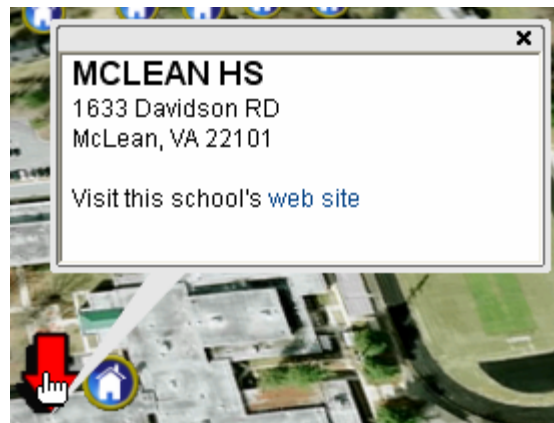 MCLEAN HS
1633 Davidson RD
McLean, VA 22101
Visit this school's web site